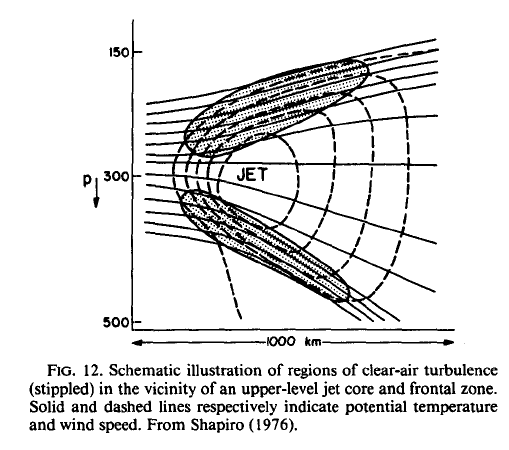 150
300
P
JET
500
1000 km
FIG. 12. Schematic illustration of regions of clear-air turbulence
(stippled) in the vicinity of an upper-level jet core and frontal zone.
Solid and dashed lines respectively indicate potential temperature
and wind speed. From Shapiro (1976).